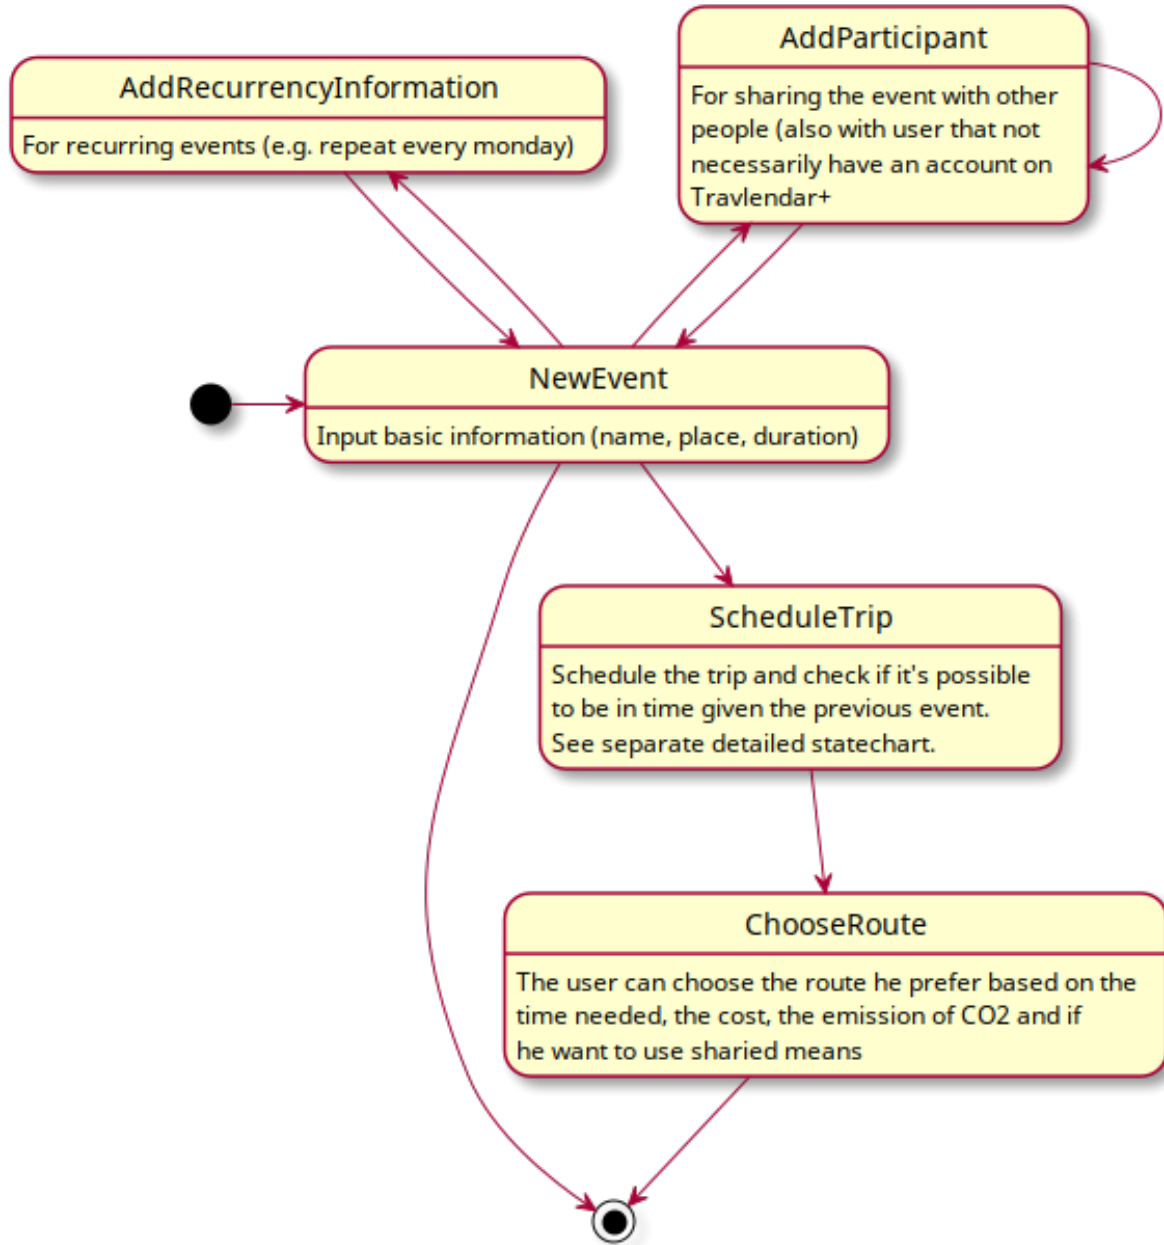 AddRecurrencyInformation
For recurring events (e.g. repeat every monday)
AddParticipant
For sharing the event with other
people (also with user that not
necessarily have an account on
Travlendar+
NewEvent
Input basic information (name, place, duration)
ScheduleTrip
Schedule the trip and check if it's possible
to be in time given the previous event.
See separate detailed statechart.
ChooseRoute
The user can choose the route he prefer based on the
time needed, the cost, the emission of CO2 and if
he want to use sharied means